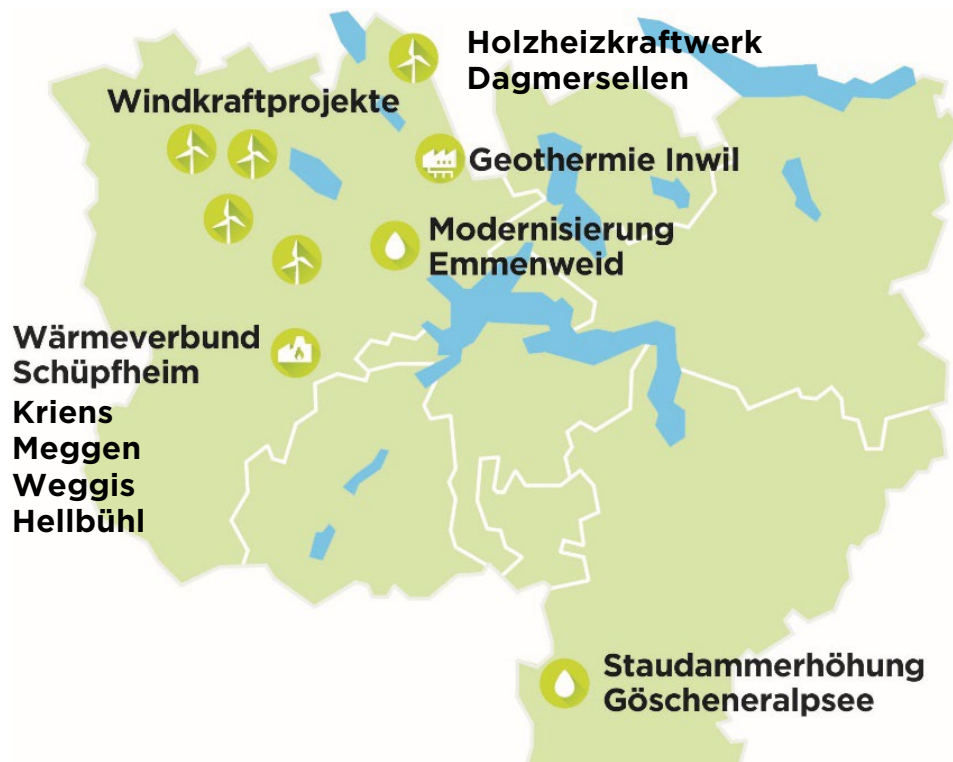 Holzheizkraftwerk
Dagmersellen
Windkraftprojekte
Geothermie Inwil
Modernisierung
Emmenweid
Wärmeverbund
Schüpfheim
Kriens
Meggen
Weggis
Hellbühl
Staudammerhöhung
Göscheneralpsee